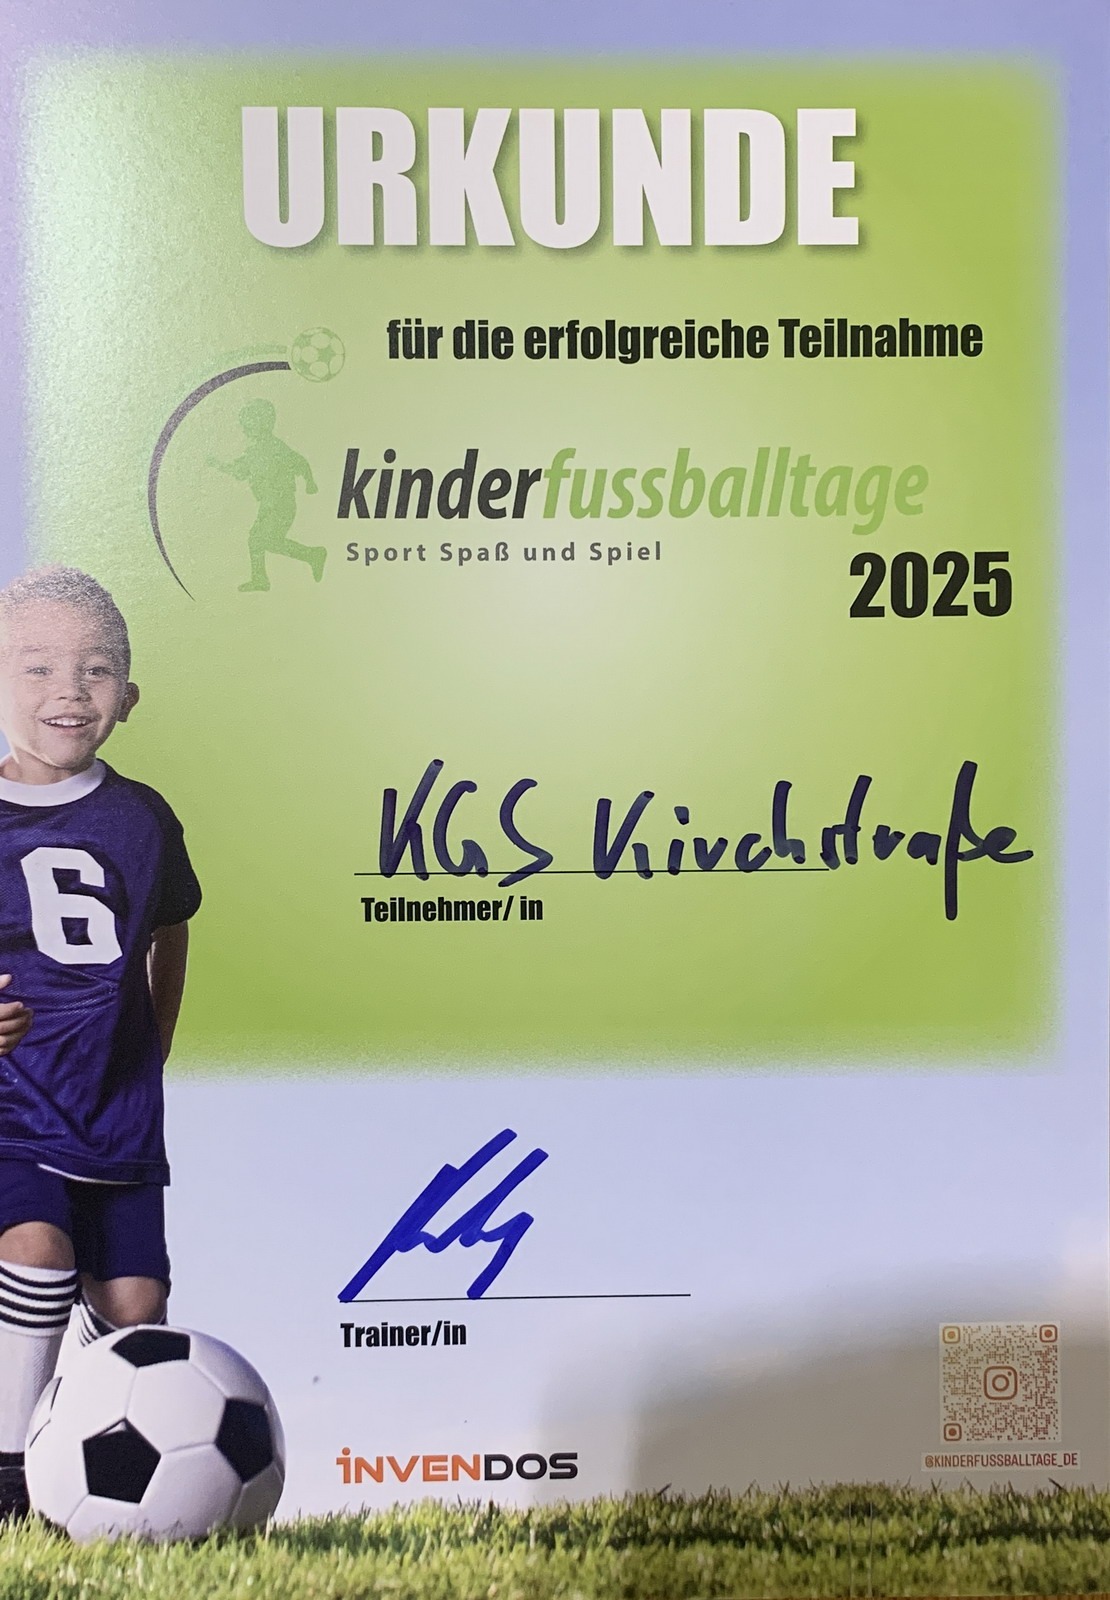 URKUNDE
für die erfolgreiche Teilnahme
kinderfussballtage
Sport Spaß und Spiel
2025
KGS Kirchstraße
Teilnehmer/ in
6
Trainer/in
iNVENDOS
@KINDERFUSSBALLTAGE_DE